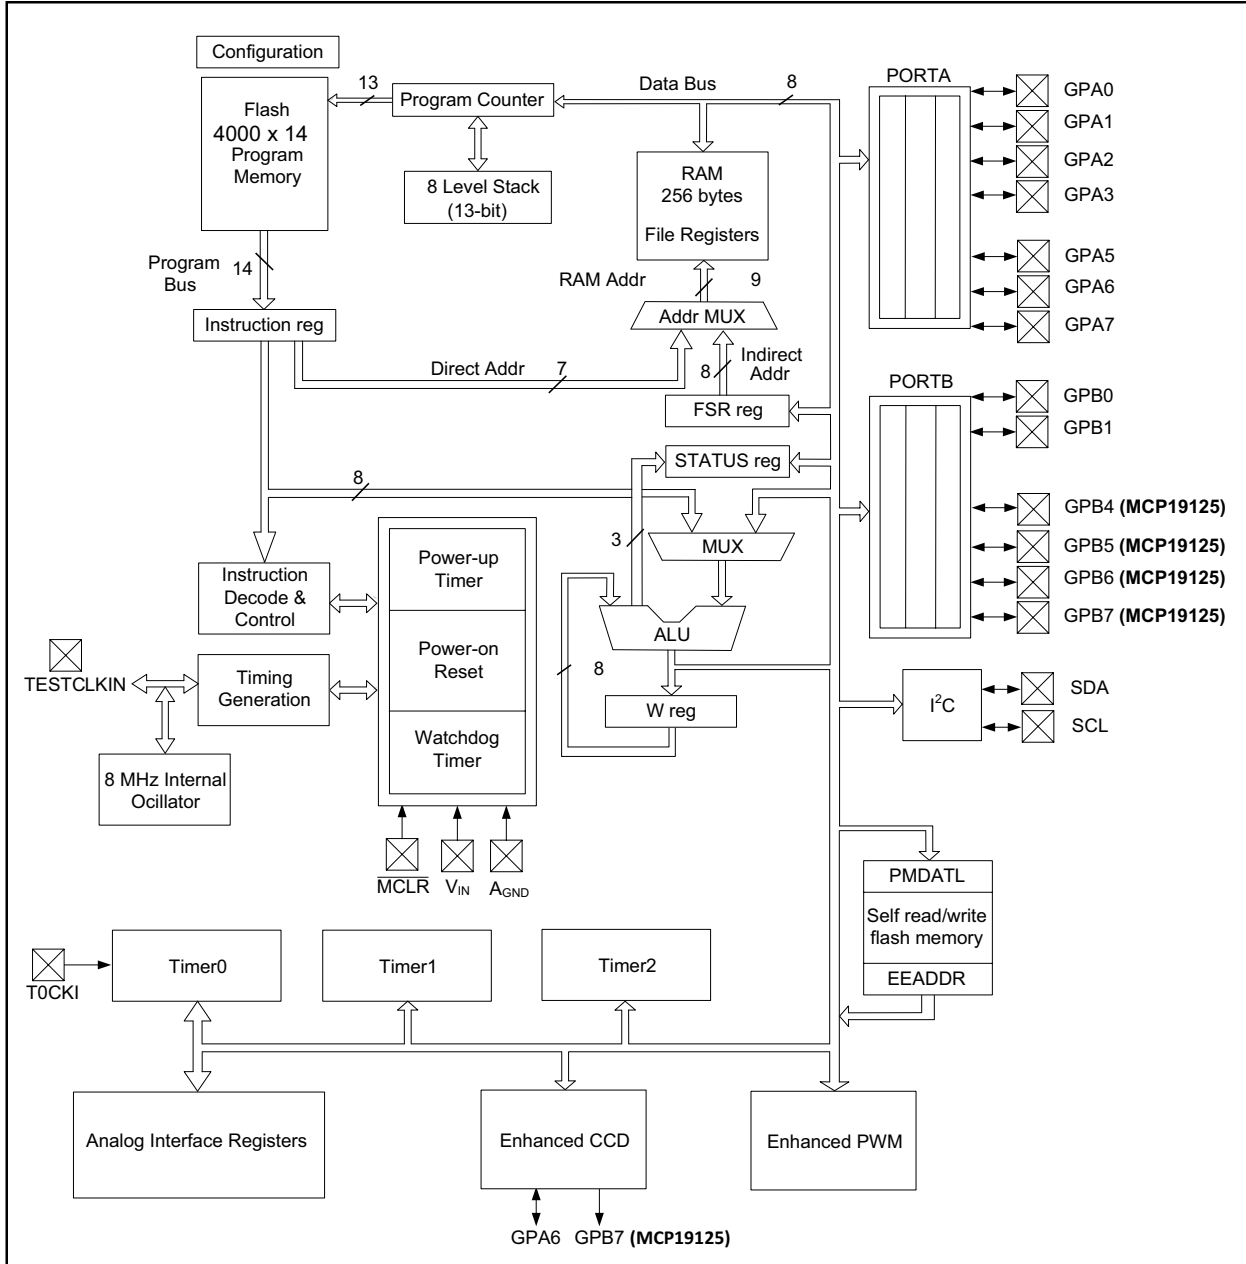 Configuration
Flash
4000 x 14
Program
Memory
13
Program Counter
8 Level Stack
(13-bit)
Data Bus
8
RAM
256 bytes
File Registers
RAM Addr
9
Addr MUX
Program
Bus
14
Instruction reg
Direct Addr
7
8
Indirect
Addr
FSR reg
STATUS reg
8
3
MUX
ALU
8
W reg
Instruction
Decode &
Control
Power-up
Timer
Power-on
Reset
Watchdog
Timer
TESTCLKIN
Timing
Generation
8 MHz Internal
Ocillator
MCLR
VIN
AGND
PORTA
GPA0
GPA1
GPA2
GPA3
GPA5
GPA6
GPA7
PORTB
GPB0
GPB1
GPB4 (MCP19125)
GPB5 (MCP19125)
GPB6 (MCP19125)
GPB7 (MCP19125)
I²C
SDA
SCL
PMDATL
Self read/write
flash memory
EEADDR
T0CKI
Timer0
Timer1
Timer2
Analog Interface Registers
Enhanced CCD
Enhanced PWM
GPA6
GPB7 (MCP19125)